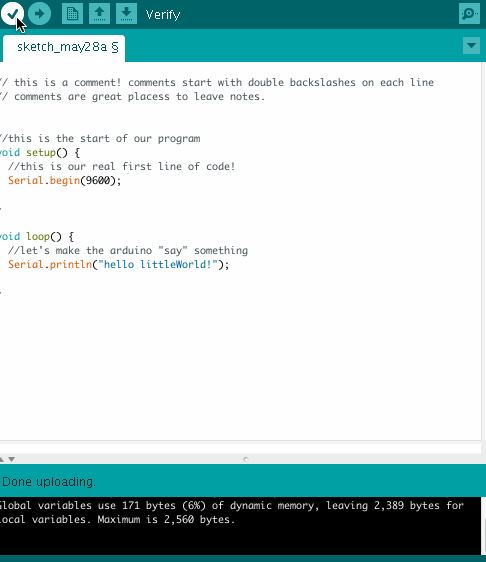 Verify
sketch_may28a §
// this is a comment! comments start with double backslashes on each line
// comments are great placess to leave notes.
//this is the start of our program
void setup() {
//this is our real first line of code!
Serial.begin(9600);
void loop() {
//let's make the arduino "say" something
Serial.println("hello littleWorld!");
Done uploading.
Global variables use 171 bytes (6%) of dynamic memory, leaving 2,389 bytes for
local variables. Maximum is 2,560 bytes.